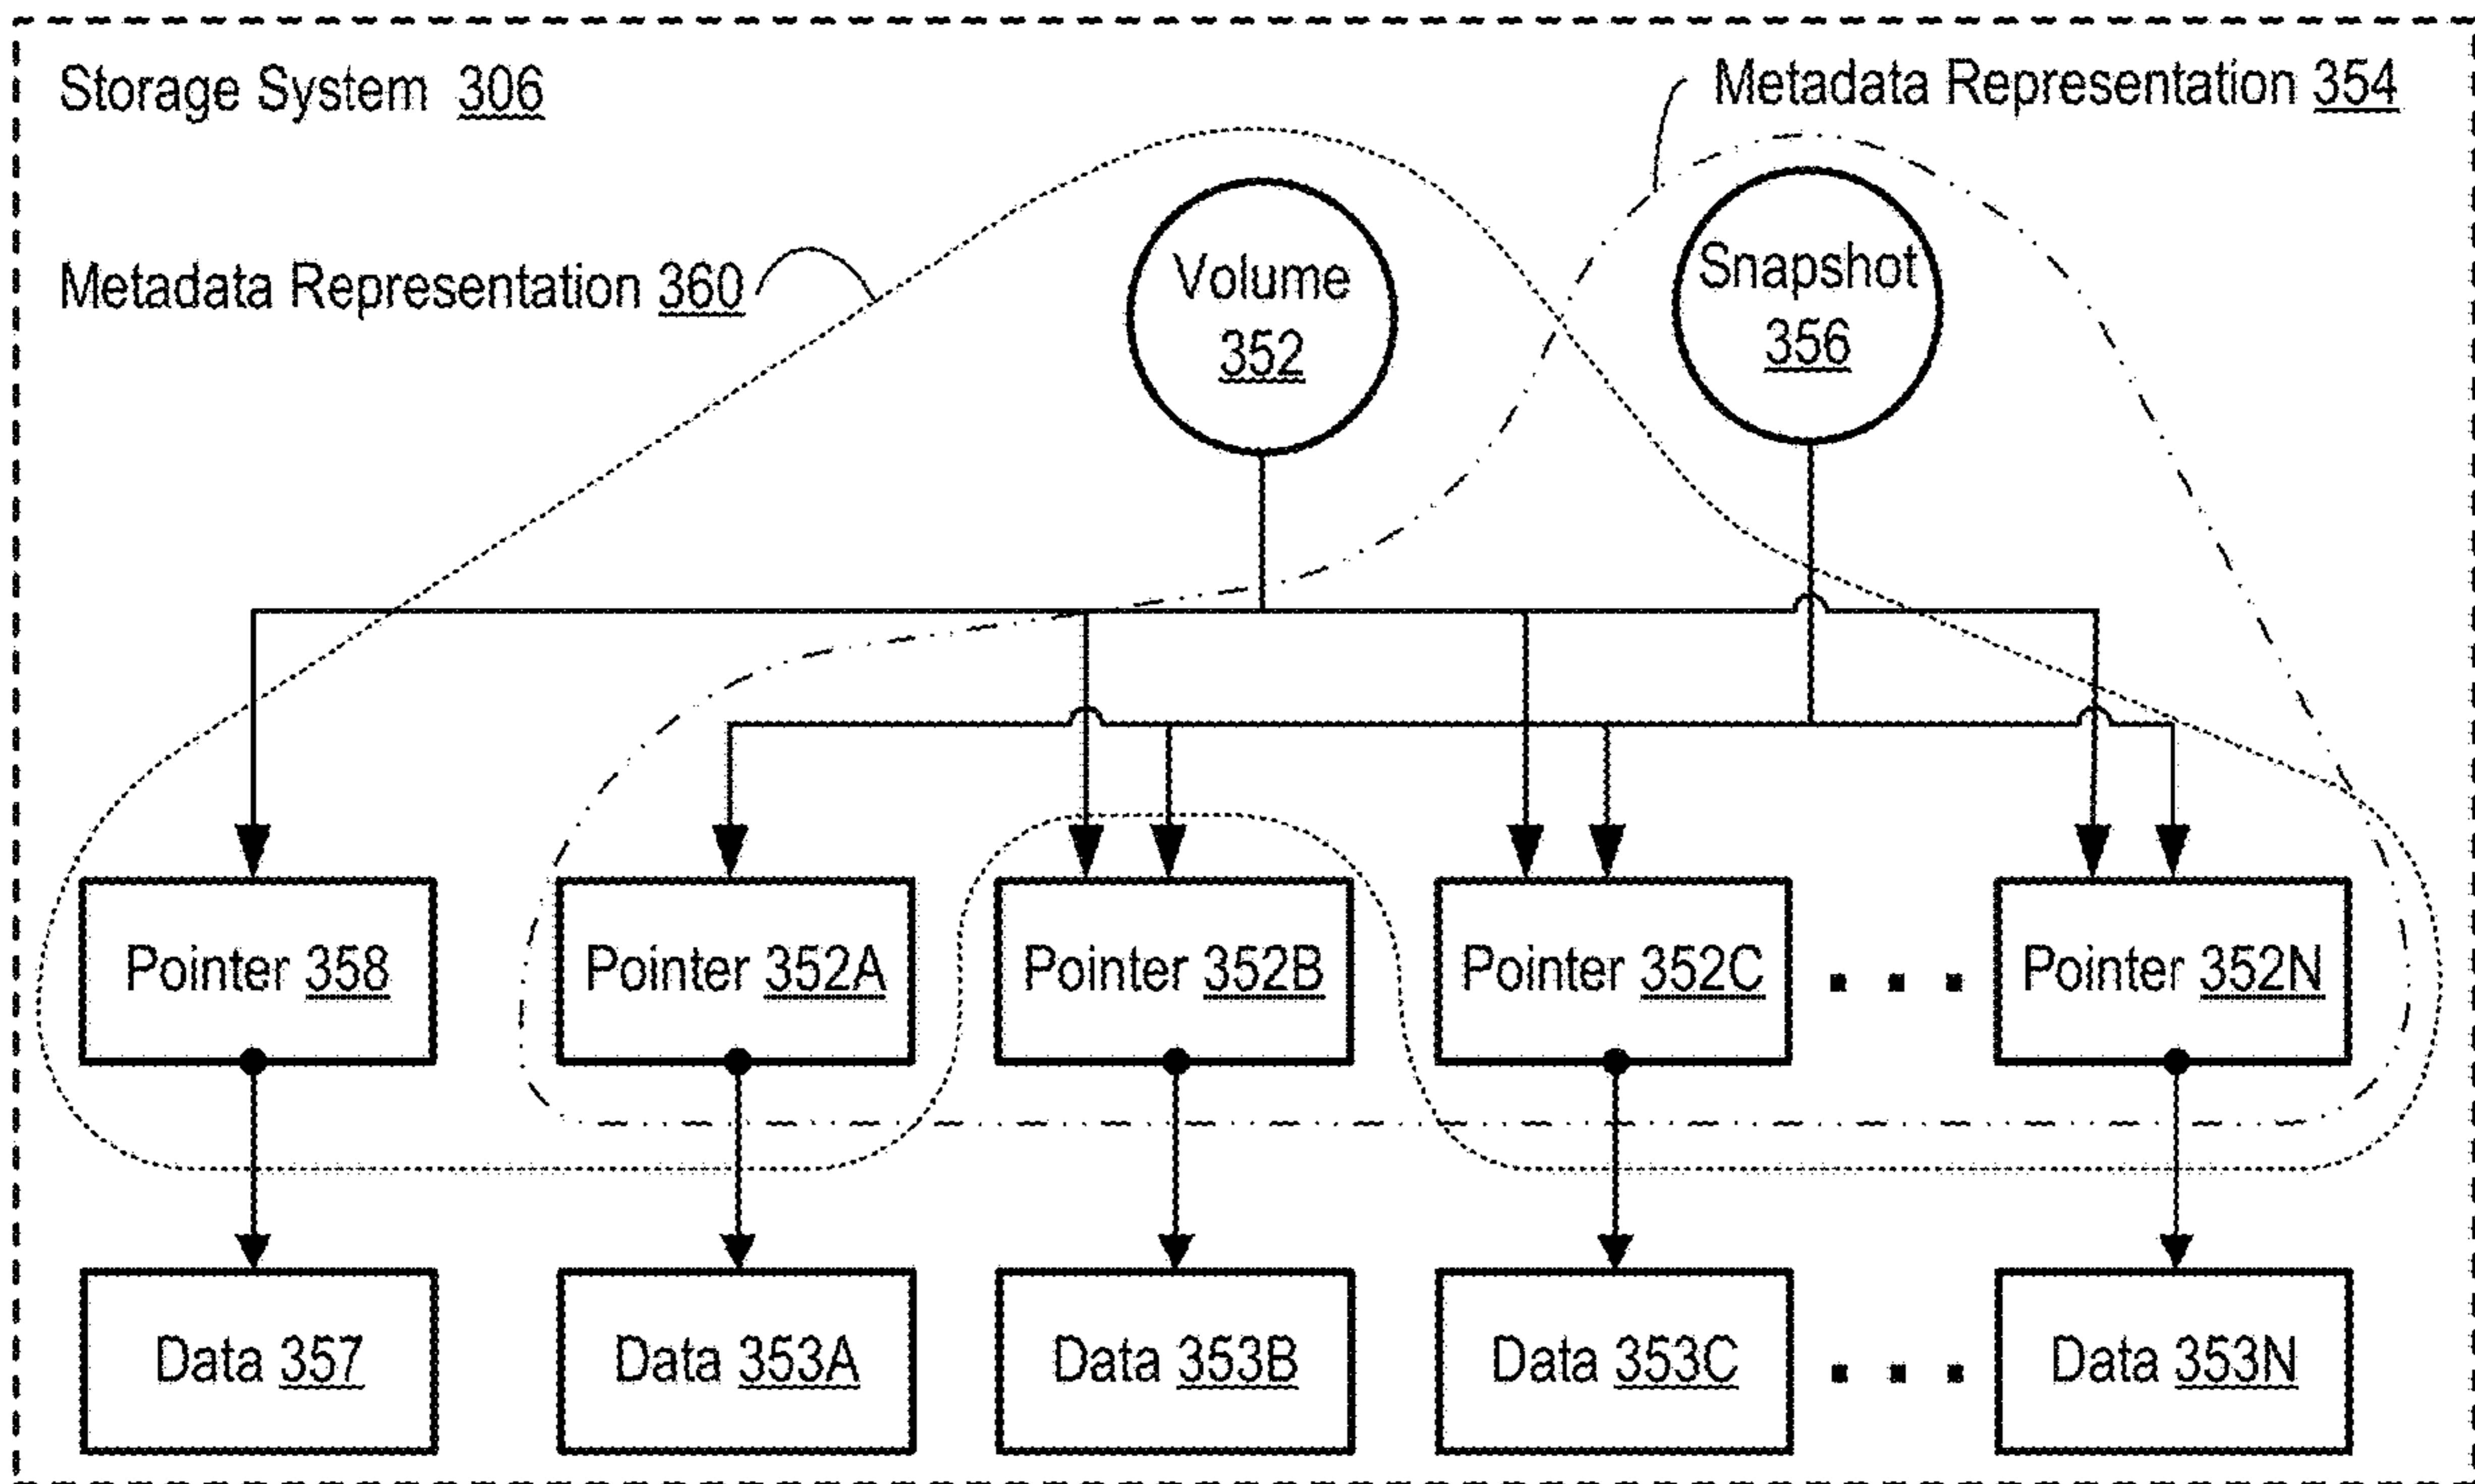 Storage System 306
Metadata Representation 354
Metadata Representation 360
Volume
352
Snapshot
356
Pointer 358
Pointer 352A
Pointer 352B
Pointer 352C
. . .
Pointer 352N
Data 357
Data 353A
Data 353B
Data 353C
. . .
Data 353N